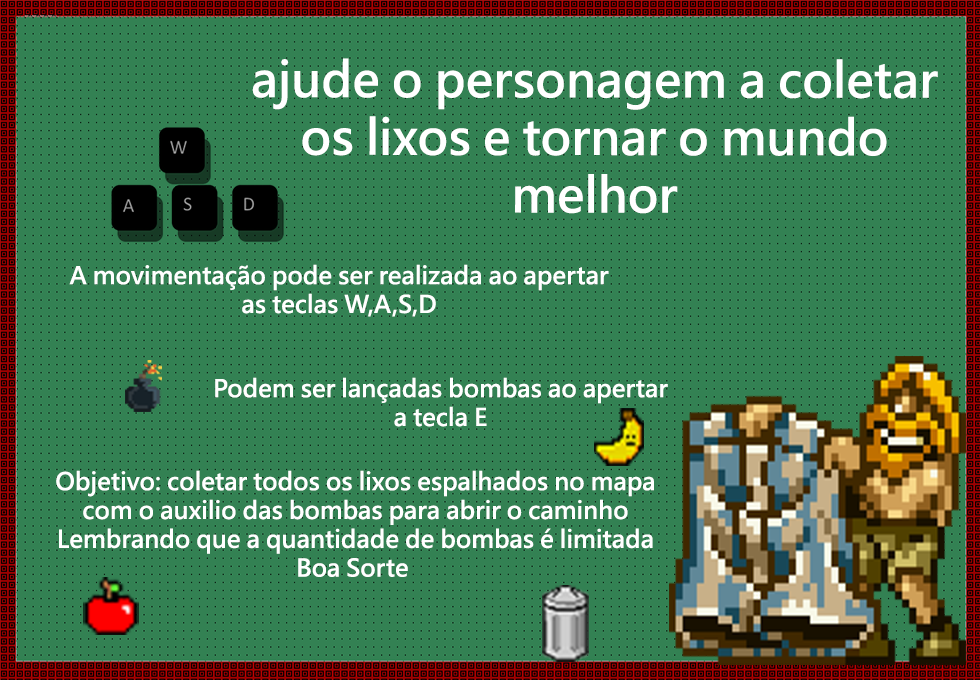 ajude o personagem a coletar
os lixos e tornar o mundo
melhor
W
A S D
A movimentação pode ser realizada ao apertar
as teclas W,A,S,D
Podem ser lançadas bombas ao apertar
a tecla E
Objetivo: coletar todos os lixos espalhados no mapa
com o auxilio das bombas para abrir o caminho
Lembrando que a quantidade de bombas é limitada
Boa Sorte